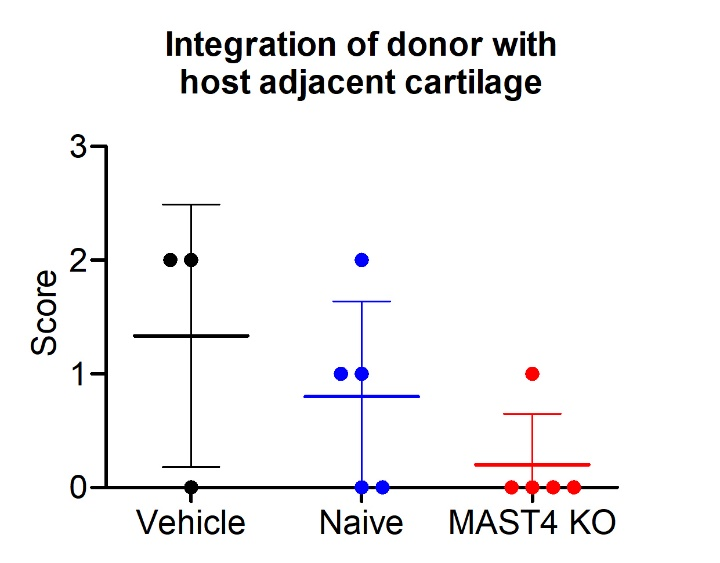 Integration of donor with
host adjacent cartilage
3
2
1
0
Score
Vehicle Naive MAST4 KO